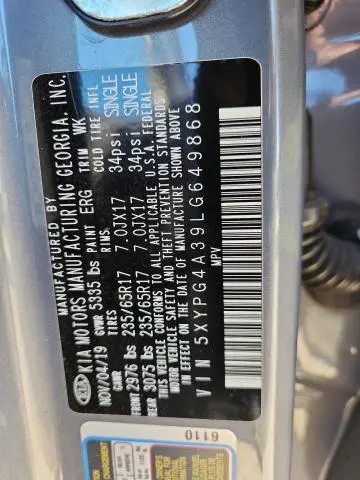 MANUFACTURED BY
KIA MOTORS MANUFACTURING GEORGIA. INC.
NOV/04/19 GVWR 5335 lbs PAINT ERG TRIM WK
GAWR TIRES RIMS COLD TIRE INFL
FRONT 2976 lbs 235/65R17 7.0JX17 34psi SINGLE
REAR 3075 lbs 235/65R17 7.0JX17 34psi SINGLE
THIS VEHICLE CONFORMS TO ALL APPLICABLE U.S.A. FEDERAL
MOTOR VEHICLE SAFETY AND THEFT PREVENTION STANDARDS
IN EFFECT ON THE DATE OF MANUFACTURE SHOWN ABOVE
VIN 5XYPG4A39LG649868
MPV
KIA
6110